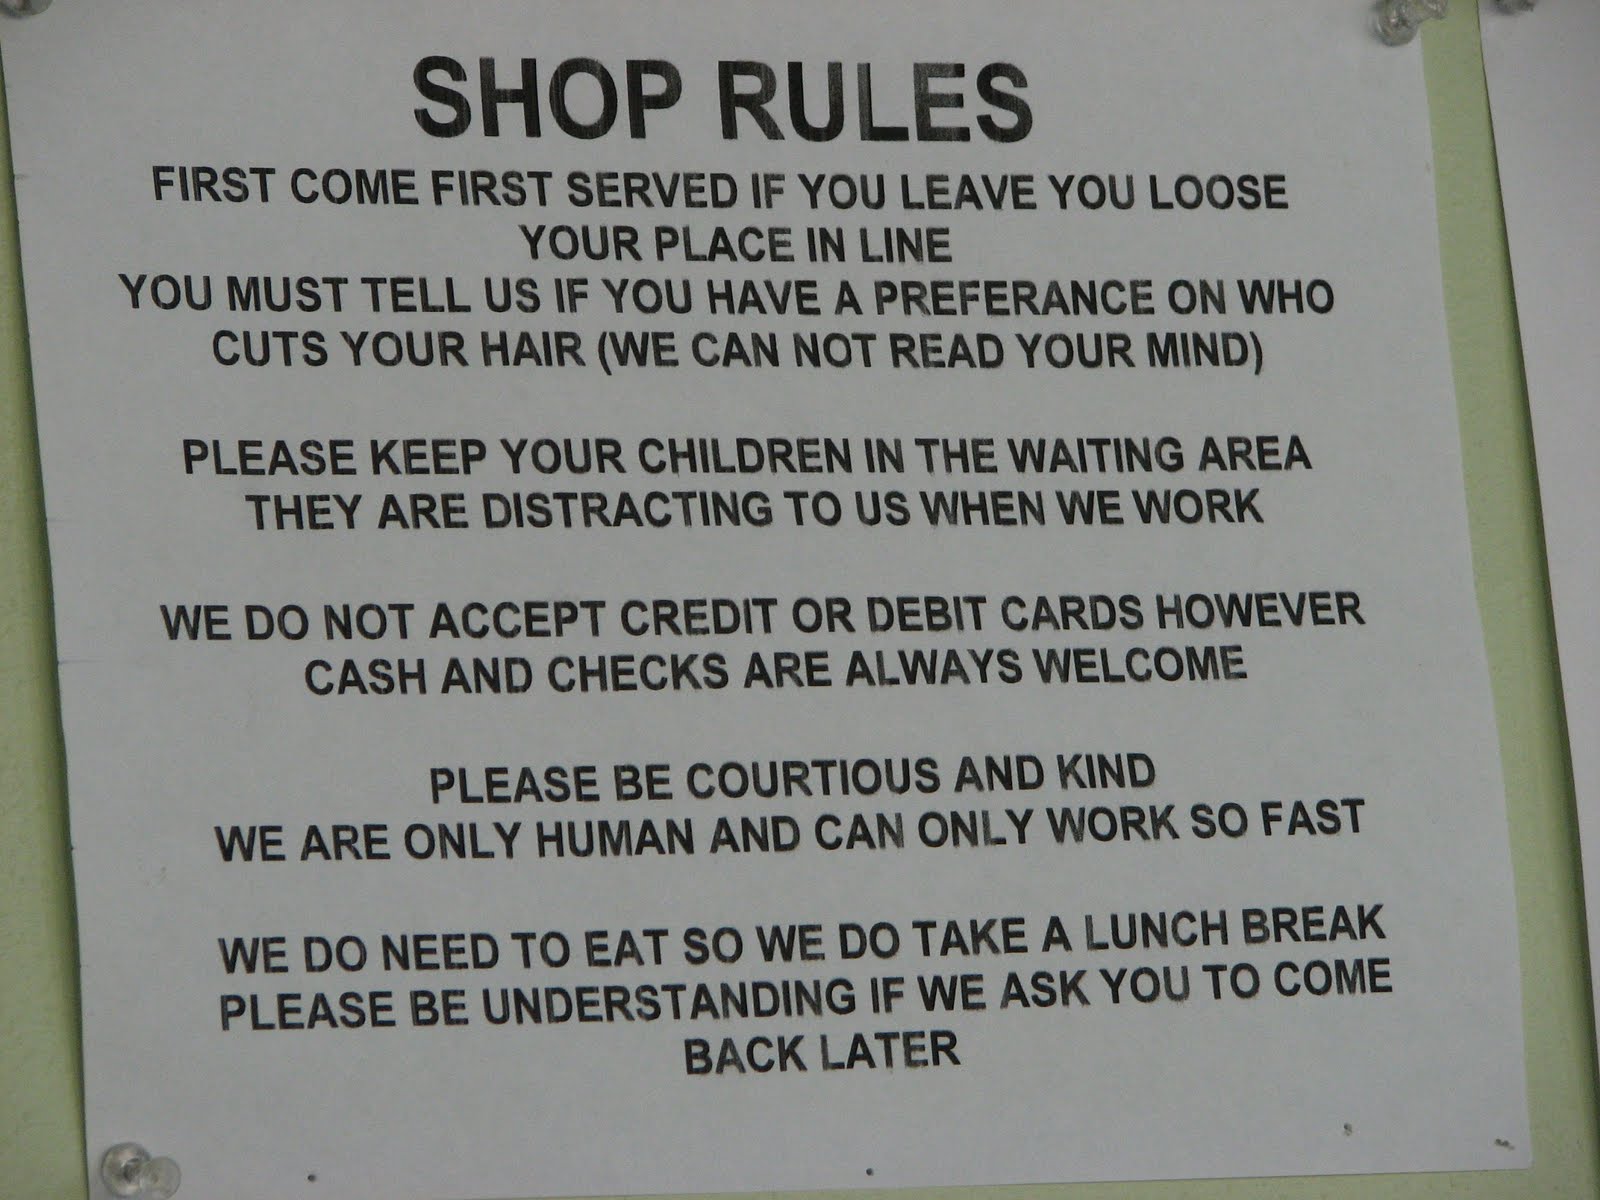 SHOP RULES
FIRST COME FIRST SERVED IF YOU LEAVE YOU LOOSE
YOUR PLACE IN LINE
YOU MUST TELL US IF YOU HAVE A PREFERANCE ON WHO
CUTS YOUR HAIR (WE CAN NOT READ YOUR MIND)
PLEASE KEEP YOUR CHILDREN IN THE WAITING AREA
THEY ARE DISTRACTING TO US WHEN WE WORK
WE DO NOT ACCEPT CREDIT OR DEBIT CARDS HOWEVER
CASH AND CHECKS ARE ALWAYS WELCOME
PLEASE BE COURTIOUS AND KIND
WE ARE ONLY HUMAN AND CAN ONLY WORK SO FAST
WE DO NEED TO EAT SO WE DO TAKE A LUNCH BREAK
PLEASE BE UNDERSTANDING IF WE ASK YOU TO COME
BACK LATER